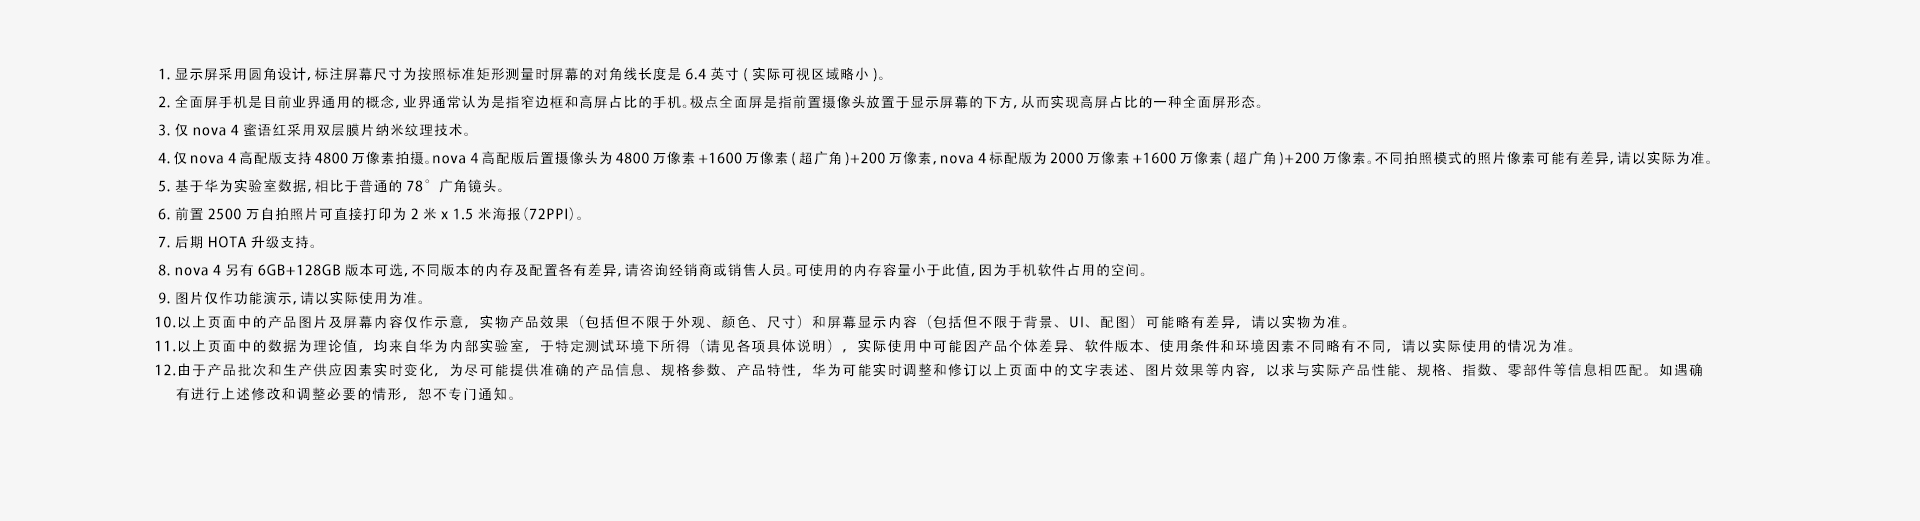 1. 显示屏采用圆角设计, 标注屏幕尺寸为按照标准矩形测量时屏幕的对角线长度是 6.4 英寸 ( 实际可视区域略小 )。
2. 全面屏手机是目前业界通用的概念, 业界通常认为是指窄边框和高屏占比的手机。极点全面屏是指前置摄像头放置于显示屏幕的下方, 从而实现高屏占比的一种全面屏形态。
3. 仅 nova 4 蜜语红采用双层膜片纳米纹理技术。
4. 仅 nova 4 高配版支持 4800 万像素拍摄。nova 4 高配版后置摄像头为 4800 万像素 +1600 万像素 ( 超广角 )+200 万像素, nova 4 标配版为 2000 万像素 +1600 万像素 ( 超广角 )+200 万像素。不同拍照模式的照片像素可能有差异, 请以实际为准。
5. 基于华为实验室数据, 相比于普通的 78° 广角镜头。
6. 前置 2500 万自拍照片可直接打印为 2 米 x 1.5 米海报（72PPI）。
7. 后期 HOTA 升级支持。
8. nova 4 另有 6GB+128GB 版本可选, 不同版本的内存及配置各有差异, 请咨询经销商或销售人员。可使用的内存容量小于此值, 因为手机软件占用的空间。
9. 图片仅作功能演示, 请以实际使用为准。
10.以上页面中的产品图片及屏幕内容仅作示意，实物产品效果（包括但不限于外观、颜色、尺寸）和屏幕显示内容（包括但不限于背景、UI、配图）可能略有差异，请以实物为准。
11.以上页面中的数据为理论值，均来自华为内部实验室，于特定测试环境下所得（请见各项具体说明），实际使用中可能因产品个体差异、软件版本、使用条件和环境因素不同略有不同，请以实际使用的情况为准。
12.由于产品批次和生产供应因素实时变化，为尽可能提供准确的产品信息、规格参数、产品特性，华为可能实时调整和修订以上页面中的文字表述、图片效果等内容，以求与实际产品性能、规格、指数、零部件等信息相匹配。如遇确
有进行上述修改和调整必要的情形，恕不专门通知。